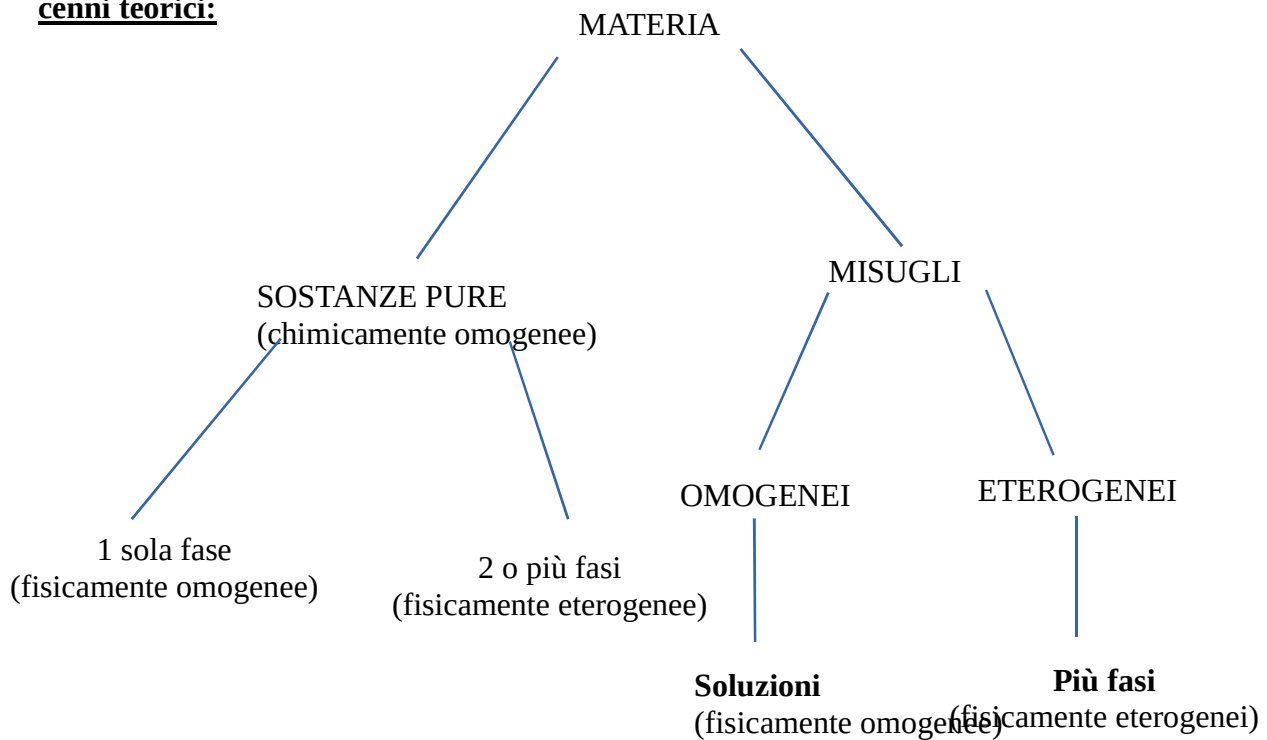 cenni teorici:
MATERIA
SOSTANZE PURE
(chimicamente omogenee)
MISUGLI
1 sola fase
(fisicamente omogenee)
2 o più fasi
(fisicamente eterogenee)
OMOGENEI
ETEROGENEI
Soluzioni
(fisicamente omogenee)
Più fasi
(fisicamente eterogenei)